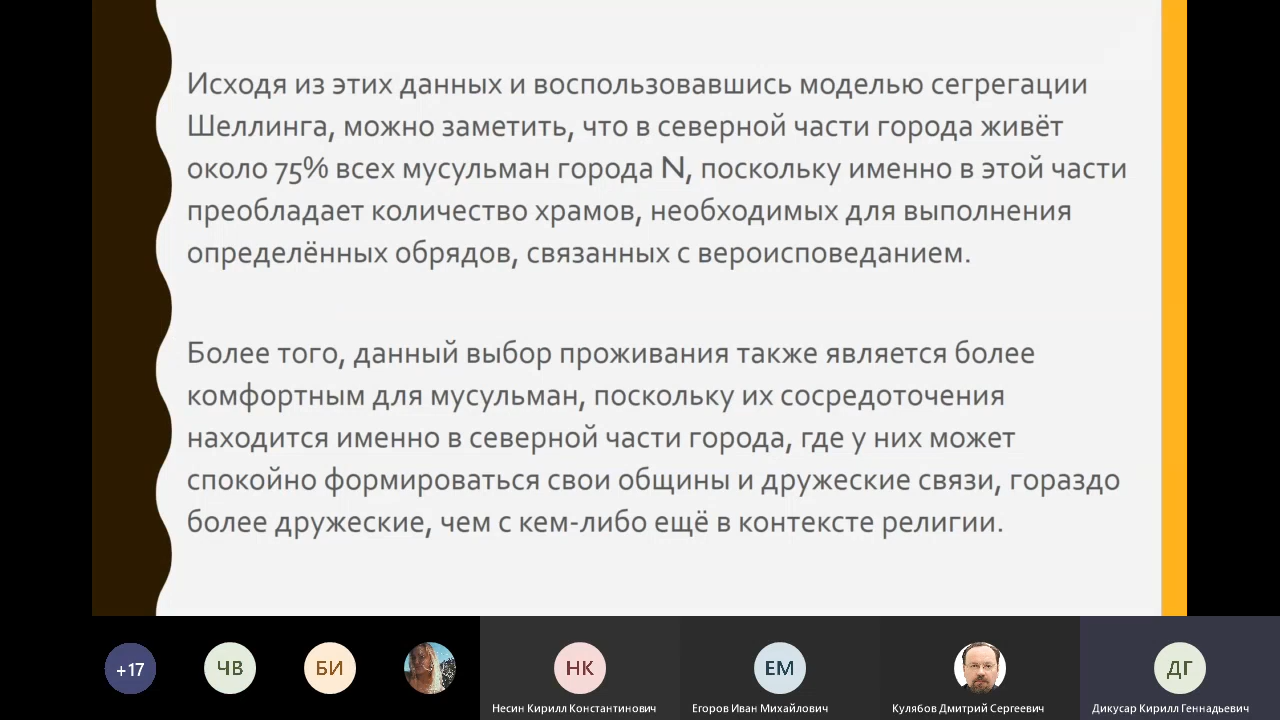 Исходя из этих данных и воспользовавшись моделью сегрегации
Шеллинга, можно заметить, что в северной части города живёт
около 75% всех мусульман города N, поскольку именно в этой части
преобладает количество храмов, необходимых для выполнения
определённых обрядов, связанных с вероисповеданием.
Более того, данный выбор проживания также является более
комфортным для мусульман, поскольку их сосредоточения
находится именно в северной части города, где у них может
спокойно формироваться свои общины и дружеские связи, гораздо
более дружеские, чем с кем-либо ещё в контексте религии.
+17
ЧВ
БИ
НК
ЕМ
ДГ
Несин Кирилл Константинович
Егоров Иван Михайлович
Кулябов Дмитрий Сергеевич
Дикусар Кирилл Геннадьевич